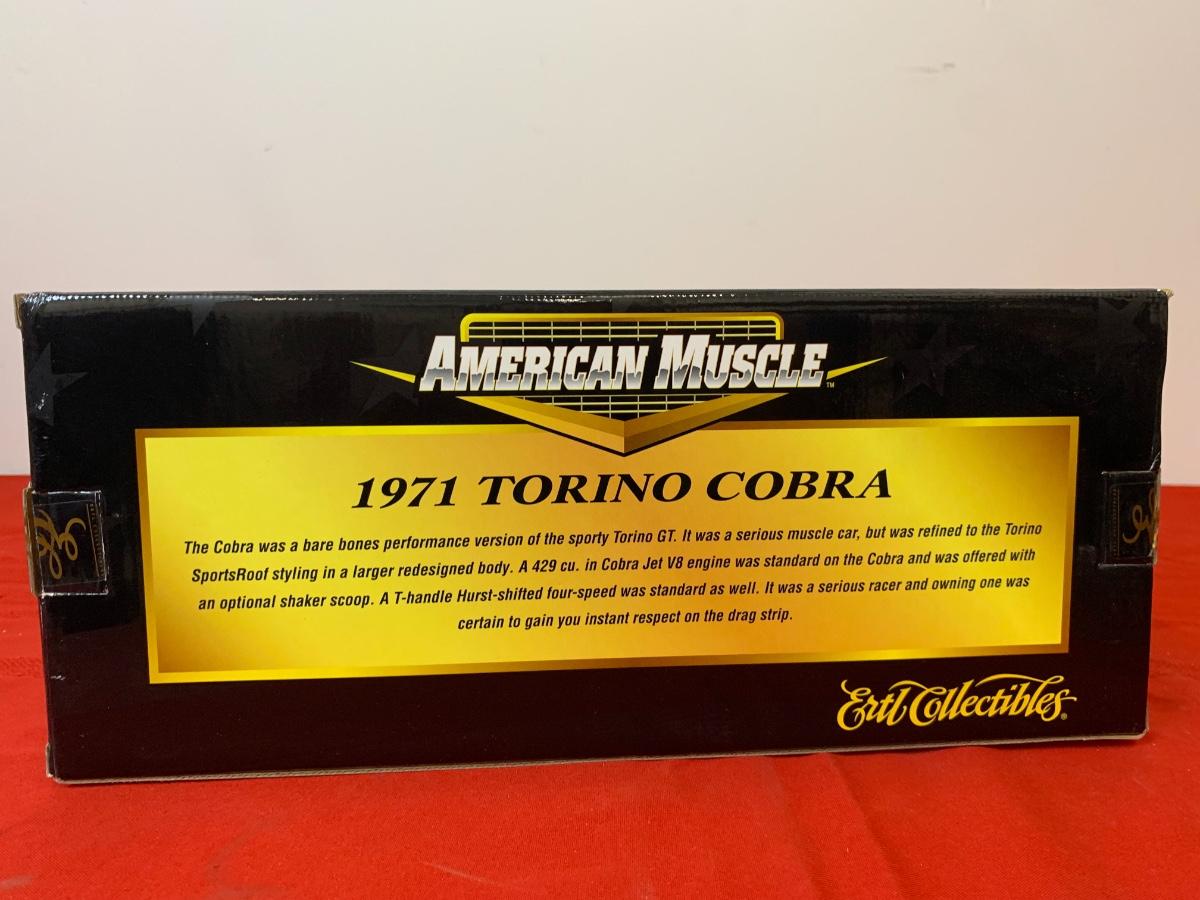 AMERICAN MUSCLE™
1971 TORINO COBRA
The Cobra was a bare bones performance version of the sporty Torino GT. It was a serious muscle car, but was refined to the Torino
SportsRoof styling in a larger redesigned body. A 429 cu. in Cobra Jet V8 engine was standard on the Cobra and was offered with
an optional shaker scoop. A T-handle Hurst-shifted four-speed was standard as well. It was a serious racer and owning one was
certain to gain you instant respect on the drag strip.
Ertl Collectibles®